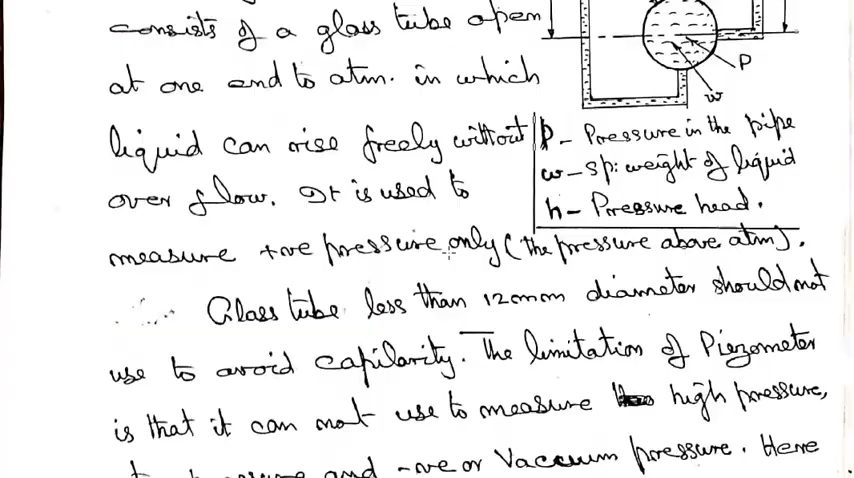 consists of a glass tube open
at one end to atm. in which
liquid can rise freely without
over flow. It is used to
measure +ve pressure only (the pressure above atm).
Glass tube less than 12mm diameter should not
use to avoid capilarity. The limitation of Piezometer
is that it can not use to measure high pressure,
and -ve or Vaccuum pressure. Here
P
w
p - Pressure in the pipe
w - sp: weight of liquid
h - Pressure head.